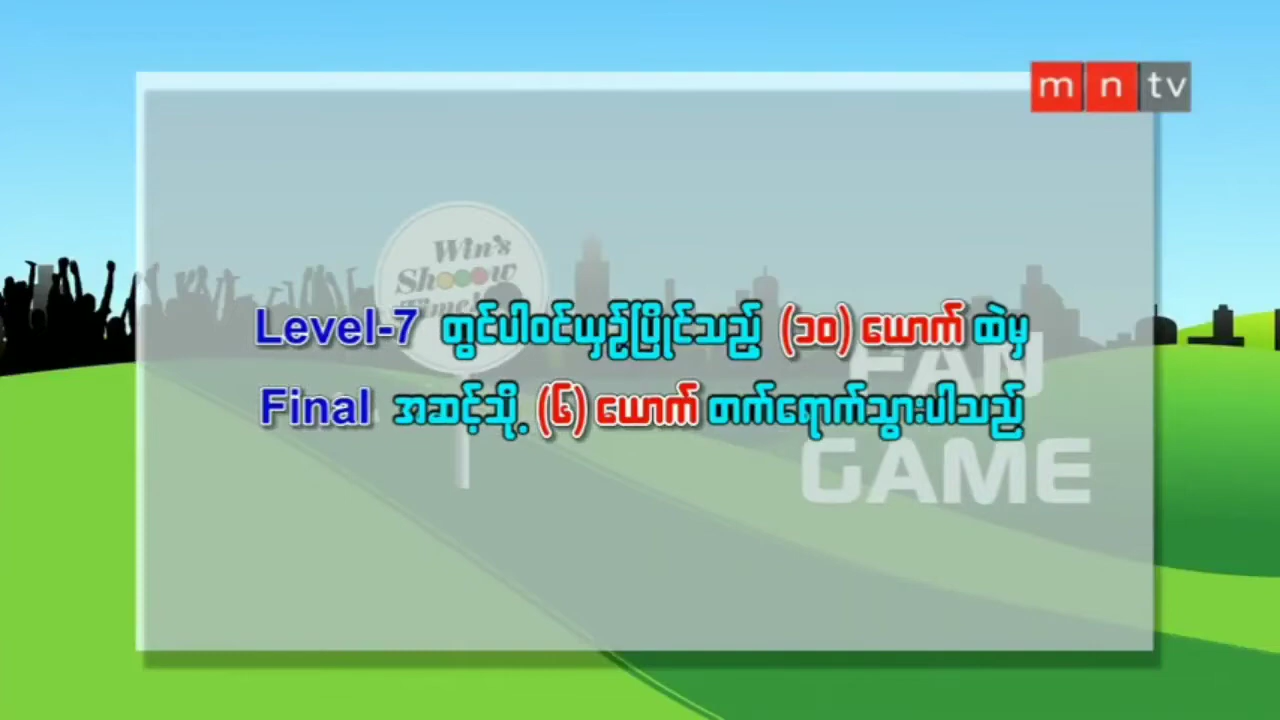 mntv
Win's
Shooow
Time!
Level-7 တွင်ပါဝင်ယှဉ်ပြိုင်သည့် (၁၀) ယောက် ထဲမှ
FAN
Final အဆင့်သို့ (၆) ယောက် တက်ရောက်သွားပါသည်
GAME